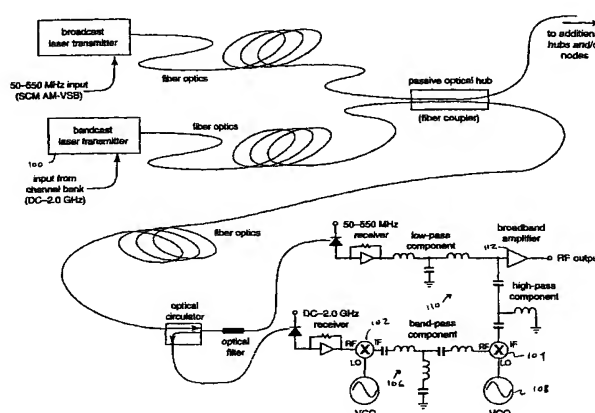 broadcast
laser transmitter
50–550 MHz input
(SCM AM-VSB)
fiber optics
to additional
hubs and/or
nodes
passive optical hub
(fiber coupler)
bandcast
laser transmitter
100
input from
channel bank
(DC–2.0 GHz)
fiber optics
fiber optics
50–550 MHz
receiver
low-pass
component
broadband
amplifier
112
RF output
110
high-pass
component
optical
circulator
optical
filter
DC–2.0 GHz
receiver
102
RF
IF
LO
band-pass
component
106
RF
IF
LO
104
108
VCO
VCO